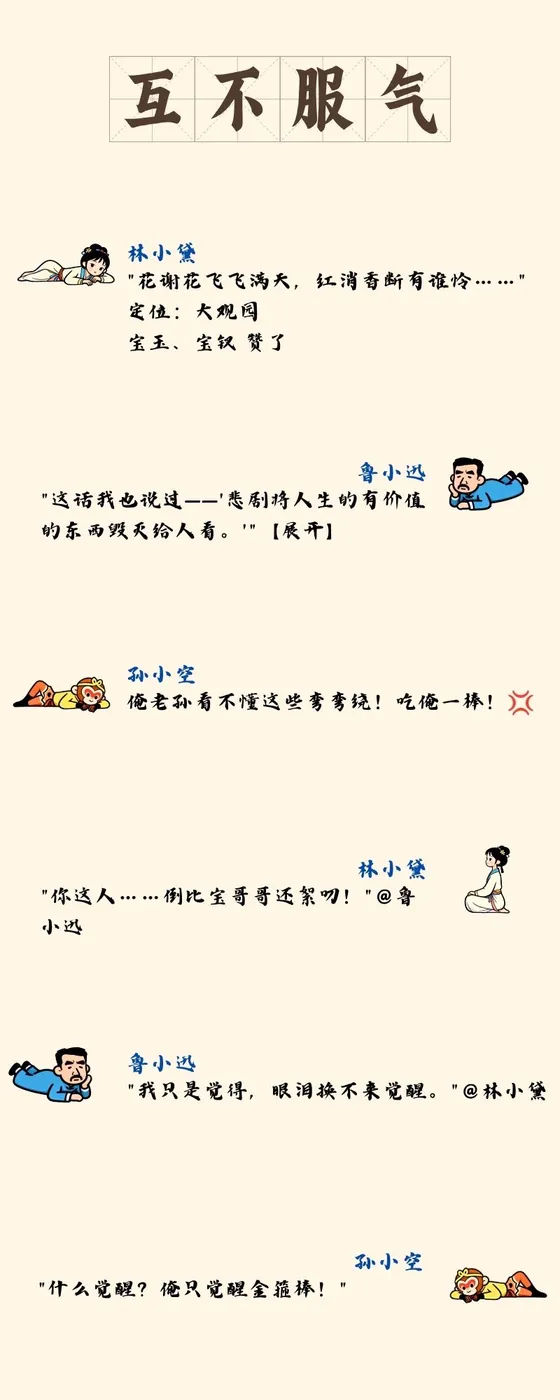 互不服气
林小黛
"花谢花飞飞满天，红消香断有谁怜……"
定位：大观园
宝玉、宝钗 赞了
鲁小迅
"这话我也说过——'悲剧将人生的有价值
的东西毁灭给人看。'"【展开】
孙小空
俺老孙看不懂这些弯弯绕！吃俺一棒！💢
林小黛
"你这人……倒比宝哥哥还絮叨！"@鲁
小迅
鲁小迅
"我只是觉得，眼泪换不来觉醒。"@林小黛
孙小空
"什么觉醒？俺只觉醒金箍棒！"